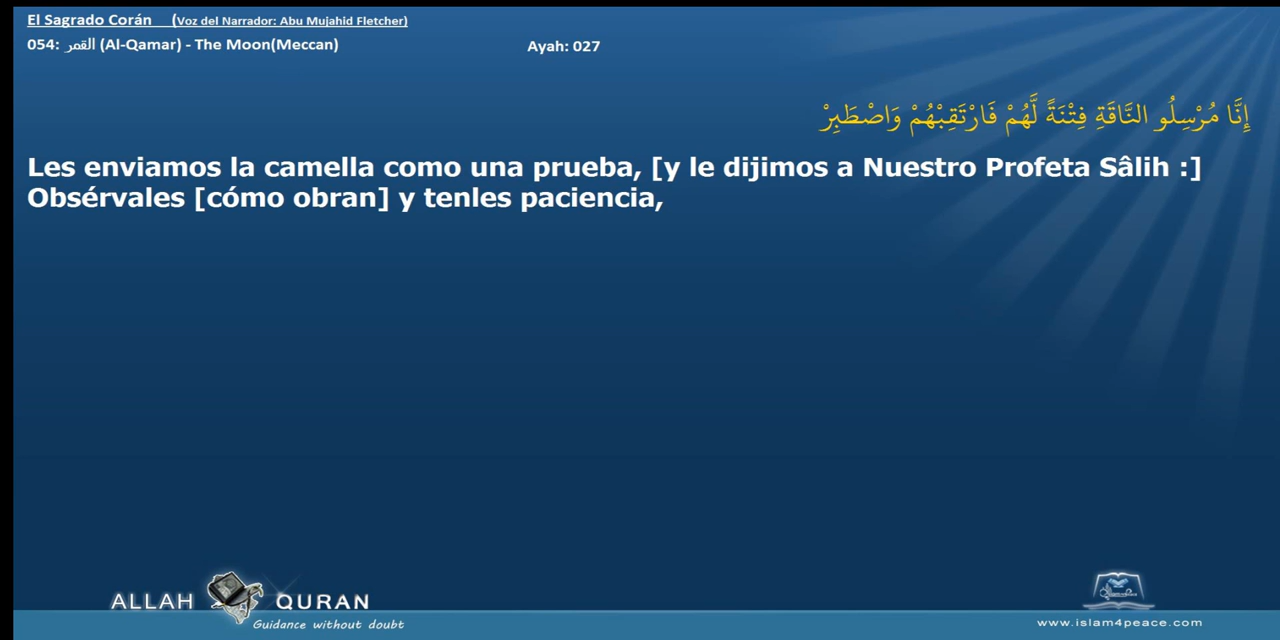 El Sagrado Corán (Voz del Narrador: Abu Mujahid Fletcher)
054: القمر (Al-Qamar) - The Moon(Meccan) Ayah: 027
إِنَّا مُرْسِلُو النَّاقَةِ فِتْنَةً لَّهُمْ فَارْتَقِبْهُمْ وَاصْطَبِرْ
Les enviamos la camella como una prueba, [y le dijimos a Nuestro Profeta Sâlih :]
Obsérvales [cómo obran] y tenles paciencia,
ALLAH QURAN
Guidance without doubt
www.islam4peace.com